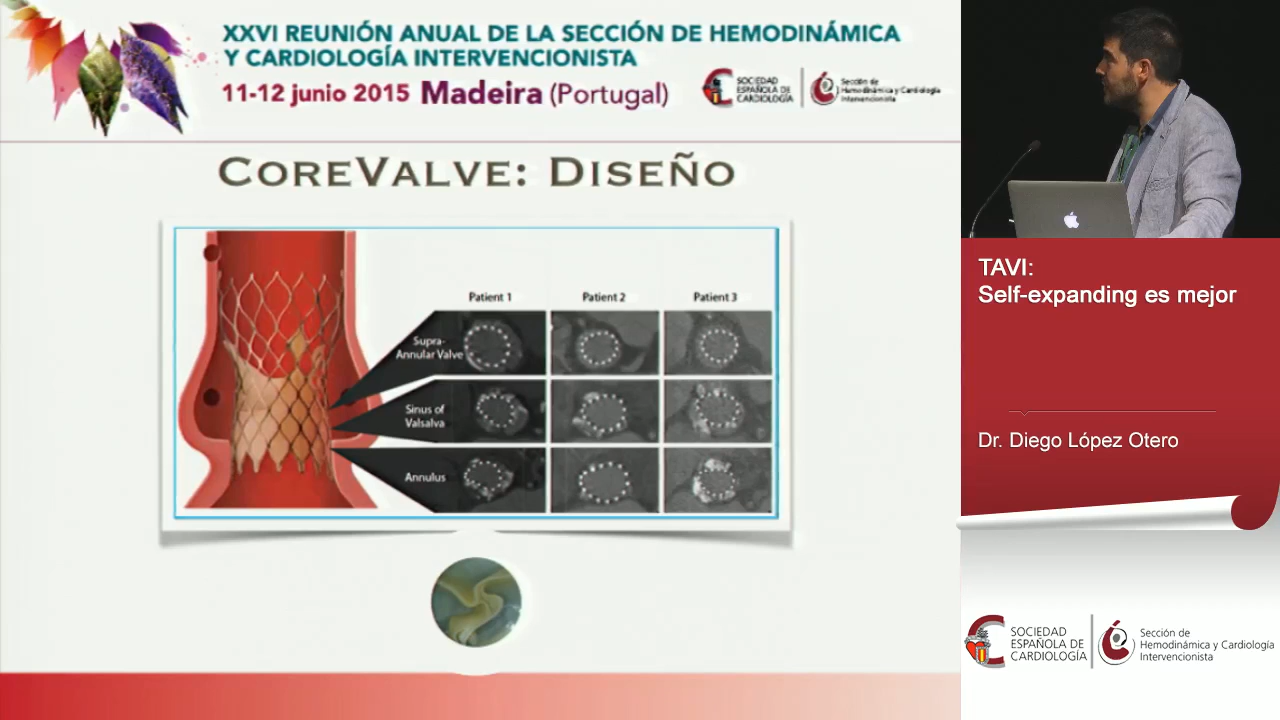 XXVI REUNIÓN ANUAL DE LA SECCIÓN DE HEMODINÁMICA
Y CARDIOLOGÍA INTERVENCIONISTA
11-12 junio 2015 Madeira (Portugal)
SOCIEDAD
ESPAÑOLA DE
CARDIOLOGÍA
Sección de
Hemodinámica y Cardiología
Intervencionista
COREVALVE: DISEÑO
Patient 1
Patient 2
Patient 3
Supra-
Annular Valve
Sinus of
Valsalva
Annulus
TAVI:
Self-expanding es mejor
Dr. Diego López Otero
SOCIEDAD
ESPAÑOLA DE
CARDIOLOGÍA
Sección de
Hemodinámica y Cardiología
Intervencionista